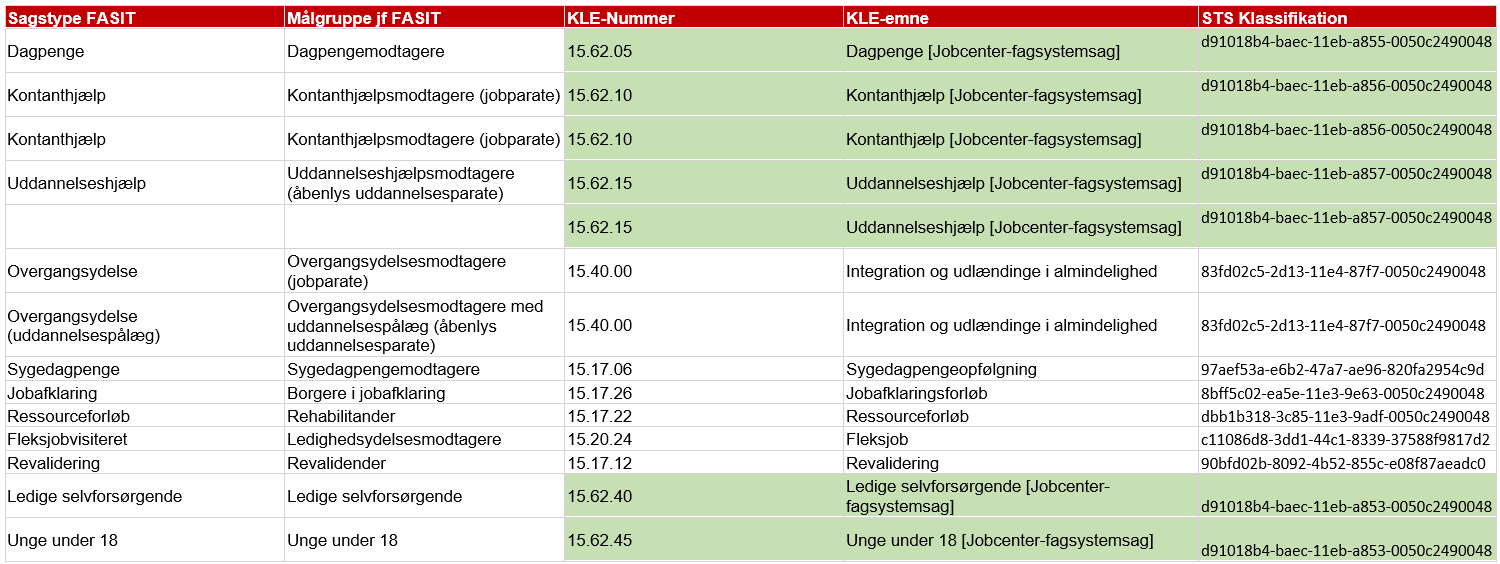 Sagstype FASIT Målgruppe jf FASIT KLE-Nummer KLE-emne STS Klassifikation
Dagpenge Dagpengemodtagere 15.62.05 Dagpenge [Jobcenter-fagsystemsag] d91018b4-baec-11eb-a855-0050c2490048
Kontanthjælp Kontanthjælpsmodtagere (jobparate) 15.62.10 Kontanthjælp [Jobcenter-fagsystemsag] d91018b4-baec-11eb-a856-0050c2490048
Kontanthjælp Kontanthjælpsmodtagere (jobparate) 15.62.10 Kontanthjælp [Jobcenter-fagsystemsag] d91018b4-baec-11eb-a856-0050c2490048
Uddannelseshjælp Uddannelseshjælpsmodtagere
(åbenlys uddannelsesparate) 15.62.15 Uddannelseshjælp [Jobcenter-fagsystemsag] d91018b4-baec-11eb-a857-0050c2490048
15.62.15 Uddannelseshjælp [Jobcenter-fagsystemsag] d91018b4-baec-11eb-a857-0050c2490048
Overgangsydelse Overgangsydelsesmodtagere
(jobparate) 15.40.00 Integration og udlændinge i almindelighed 83fd02c5-2d13-11e4-87f7-0050c2490048
Overgangsydelse
(uddannelsespålæg) Overgangsydelsesmodtagere med
uddannelsespålæg (åbenlys
uddannelsesparate) 15.40.00 Integration og udlændinge i almindelighed 83fd02c5-2d13-11e4-87f7-0050c2490048
Sygedagpenge Sygedagpengemodtagere 15.17.06 Sygedagpengeopfølgning 97aef53a-e6b2-47a7-ae96-820fa2954c9d
Jobafklaring Borgere i jobafklaring 15.17.26 Jobafklaringsforløb 8bff5c02-ea5e-11e3-9e63-0050c2490048
Ressourceforløb Rehabilitander 15.17.22 Ressourceforløb dbb1b318-3c85-11e3-9adf-0050c2490048
Fleksjobvisiteret Ledighedsydelsesmodtagere 15.20.24 Fleksjob c11086d8-3dd1-44c1-8339-37588f9817d2
Revalidering Revalidender 15.17.12 Revalidering 90bfd02b-8092-4b52-855c-e08f87aeadc0
Ledige selvforsørgende Ledige selvforsørgende 15.62.40 Ledige selvforsørgende [Jobcenter-
fagsystemsag] d91018b4-baec-11eb-a853-0050c2490048
Unge under 18 Unge under 18 15.62.45 Unge under 18 [Jobcenter-fagsystemsag] d91018b4-baec-11eb-a853-0050c2490048